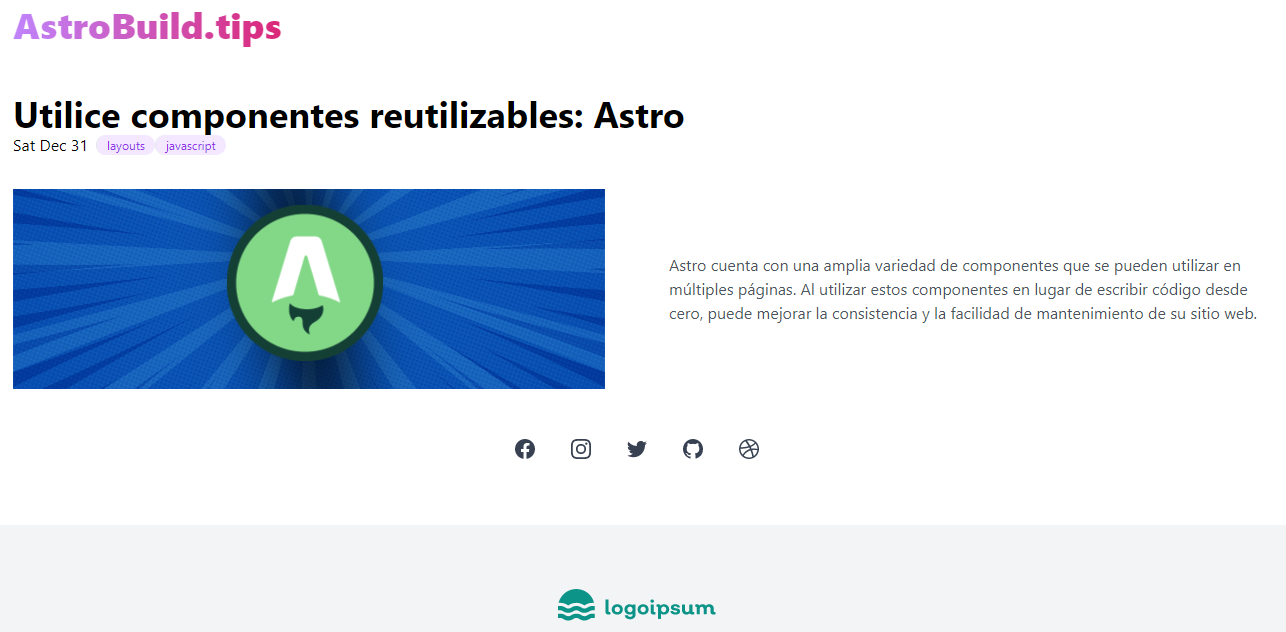 AstroBuild.tips
Utilice componentes reutilizables: Astro
Sat Dec 31 layouts javascript
Astro cuenta con una amplia variedad de componentes que se pueden utilizar en
múltiples páginas. Al utilizar estos componentes en lugar de escribir código desde
cero, puede mejorar la consistencia y la facilidad de mantenimiento de su sitio web.
logoipsum